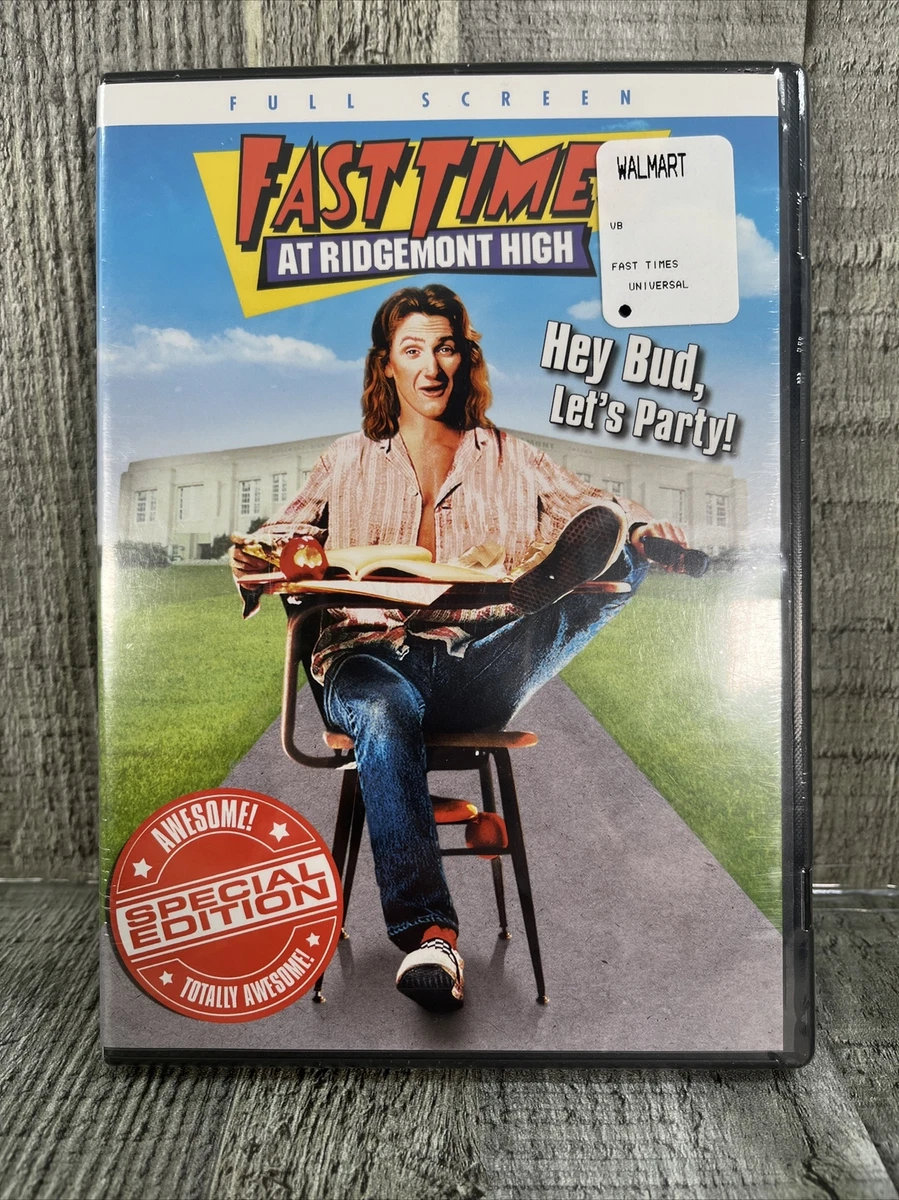 FULL SCREEN
FAST TIME
AT RIDGEMONT HIGH
WALMART
VB
FAST TIMES
UNIVERSAL
Hey Bud,
Let's Party!
AWESOME!
SPECIAL
EDITION
TOTALLY AWESOME!